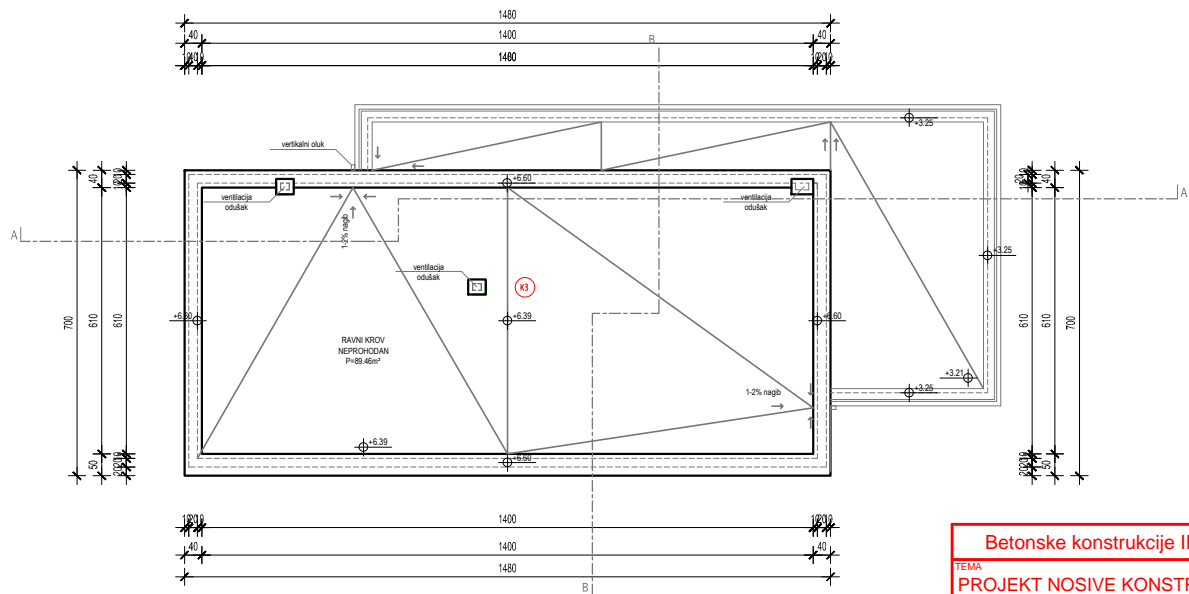 1480
40
1400
40
1400
B
vertikalni oluk
+3.25
+6.60
ventilacija
odušak
ventilacija
odušak
1-2% nagib
A
A
ventilacija
odušak
K3
+3.25
+6.60
+6.39
+6.60
RAVNI KROV
NEPROHODAN
P=89.46m²
1-2% nagib
+3.21
+3.25
+6.39
+6.60
40
700
610
610
50
40
610
610
700
50
1400
40
1400
40
1480
B
Betonske konstrukcije II
TEMA
PROJEKT NOSIVE KONSTR